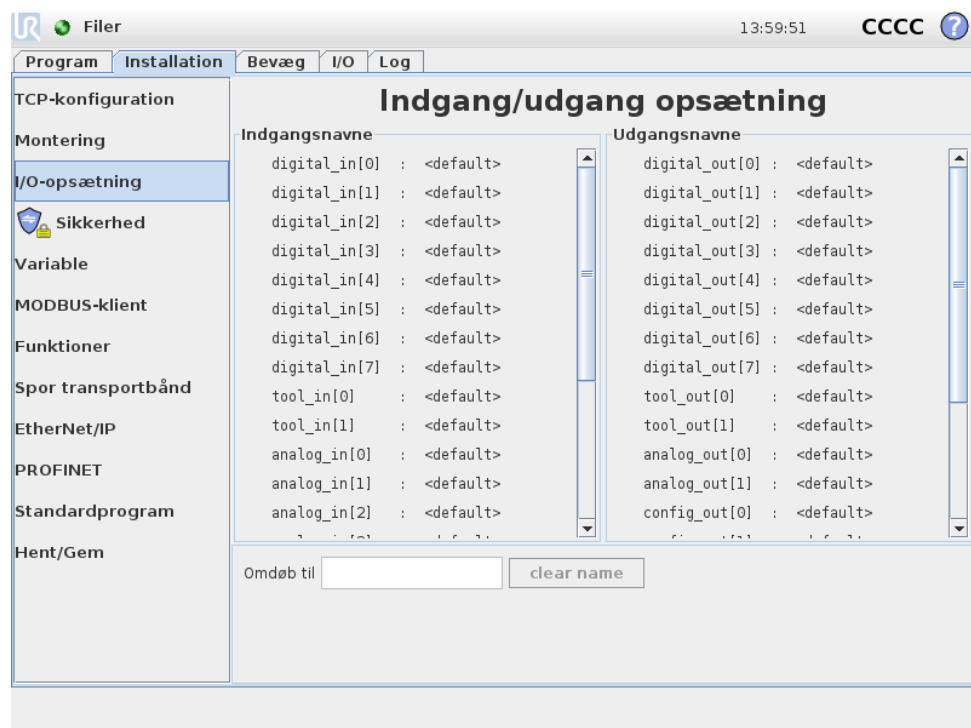 UR Filer 13:59:51 CCCC ?
Program Installation Bevæg I/O Log
TCP-konfiguration
Montering
I/O-opsætning
Sikkerhed
Variable
MODBUS-klient
Funktioner
Spor transportbånd
EtherNet/IP
PROFINET
Standardprogram
Hent/Gem
Indgang/udgang opsætning
Indgangsnavne
digital_in[0] : <default>
digital_in[1] : <default>
digital_in[2] : <default>
digital_in[3] : <default>
digital_in[4] : <default>
digital_in[5] : <default>
digital_in[6] : <default>
digital_in[7] : <default>
tool_in[0] : <default>
tool_in[1] : <default>
analog_in[0] : <default>
analog_in[1] : <default>
analog_in[2] : <default>
Udgangsnavne
digital_out[0] : <default>
digital_out[1] : <default>
digital_out[2] : <default>
digital_out[3] : <default>
digital_out[4] : <default>
digital_out[5] : <default>
digital_out[6] : <default>
digital_out[7] : <default>
tool_out[0] : <default>
tool_out[1] : <default>
analog_out[0] : <default>
analog_out[1] : <default>
config_out[0] : <default>
Omdøb til clear name